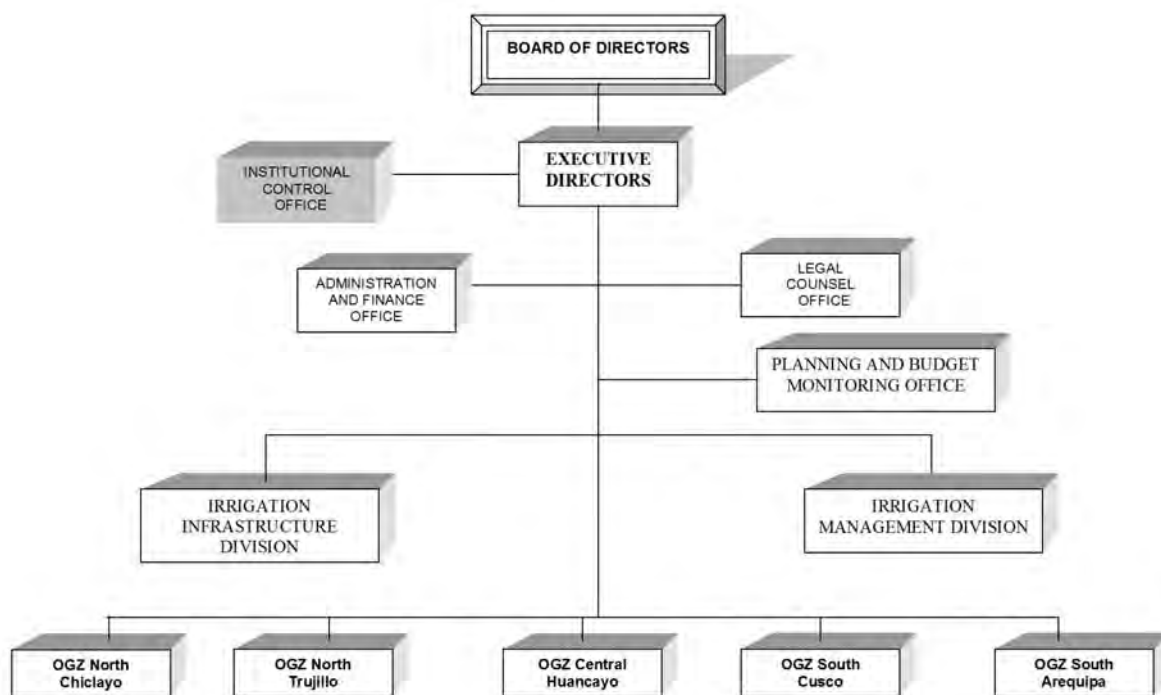 BOARD OF DIRECTORS
EXECUTIVE
DIRECTORS
INSTITUTIONAL
CONTROL
OFFICE
ADMINISTRATION
AND FINANCE
OFFICE
LEGAL
COUNSEL
OFFICE
PLANNING AND BUDGET
MONITORING OFFICE
IRRIGATION
INFRASTRUCTURE
DIVISION
IRRIGATION
MANAGEMENT DIVISION
OGZ North
Chiclayo
OGZ North
Trujillo
OGZ Central
Huancayo
OGZ South
Cusco
OGZ South
Arequipa